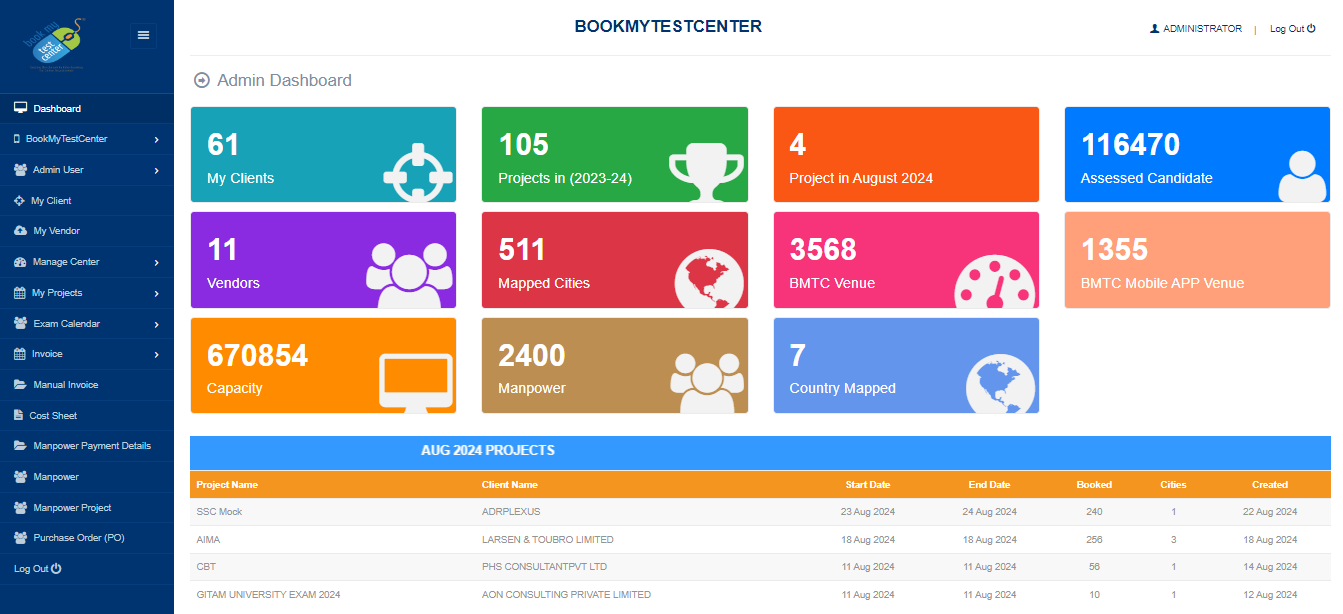 book my
test
center
BOOKMYTESTCENTER
ADMINISTRATOR | Log Out
Dashboard
BookMyTestCenter
Admin User
My Client
My Vendor
Manage Center
My Projects
Exam Calendar
Invoice
Manual Invoice
Cost Sheet
Manpower Payment Details
Manpower
Manpower Project
Purchase Order (PO)
Log Out
Admin Dashboard
61
My Clients
105
Projects in (2023-24)
4
Project in August 2024
116470
Assessed Candidate
11
Vendors
511
Mapped Cities
3568
BMTC Venue
1355
BMTC Mobile APP Venue
670854
Capacity
2400
Manpower
7
Country Mapped
AUG 2024 PROJECTS
Project Name Client Name Start Date End Date Booked Cities Created
SSC Mock ADRPLEXUS 23 Aug 2024 24 Aug 2024 240 1 22 Aug 2024
AIMA LARSEN & TOUBRO LIMITED 18 Aug 2024 18 Aug 2024 256 3 18 Aug 2024
CBT PHS CONSULTANTPVT LTD 11 Aug 2024 11 Aug 2024 56 1 14 Aug 2024
GITAM UNIVERSITY EXAM 2024 AON CONSULTING PRIVATE LIMITED 11 Aug 2024 11 Aug 2024 10 1 12 Aug 2024